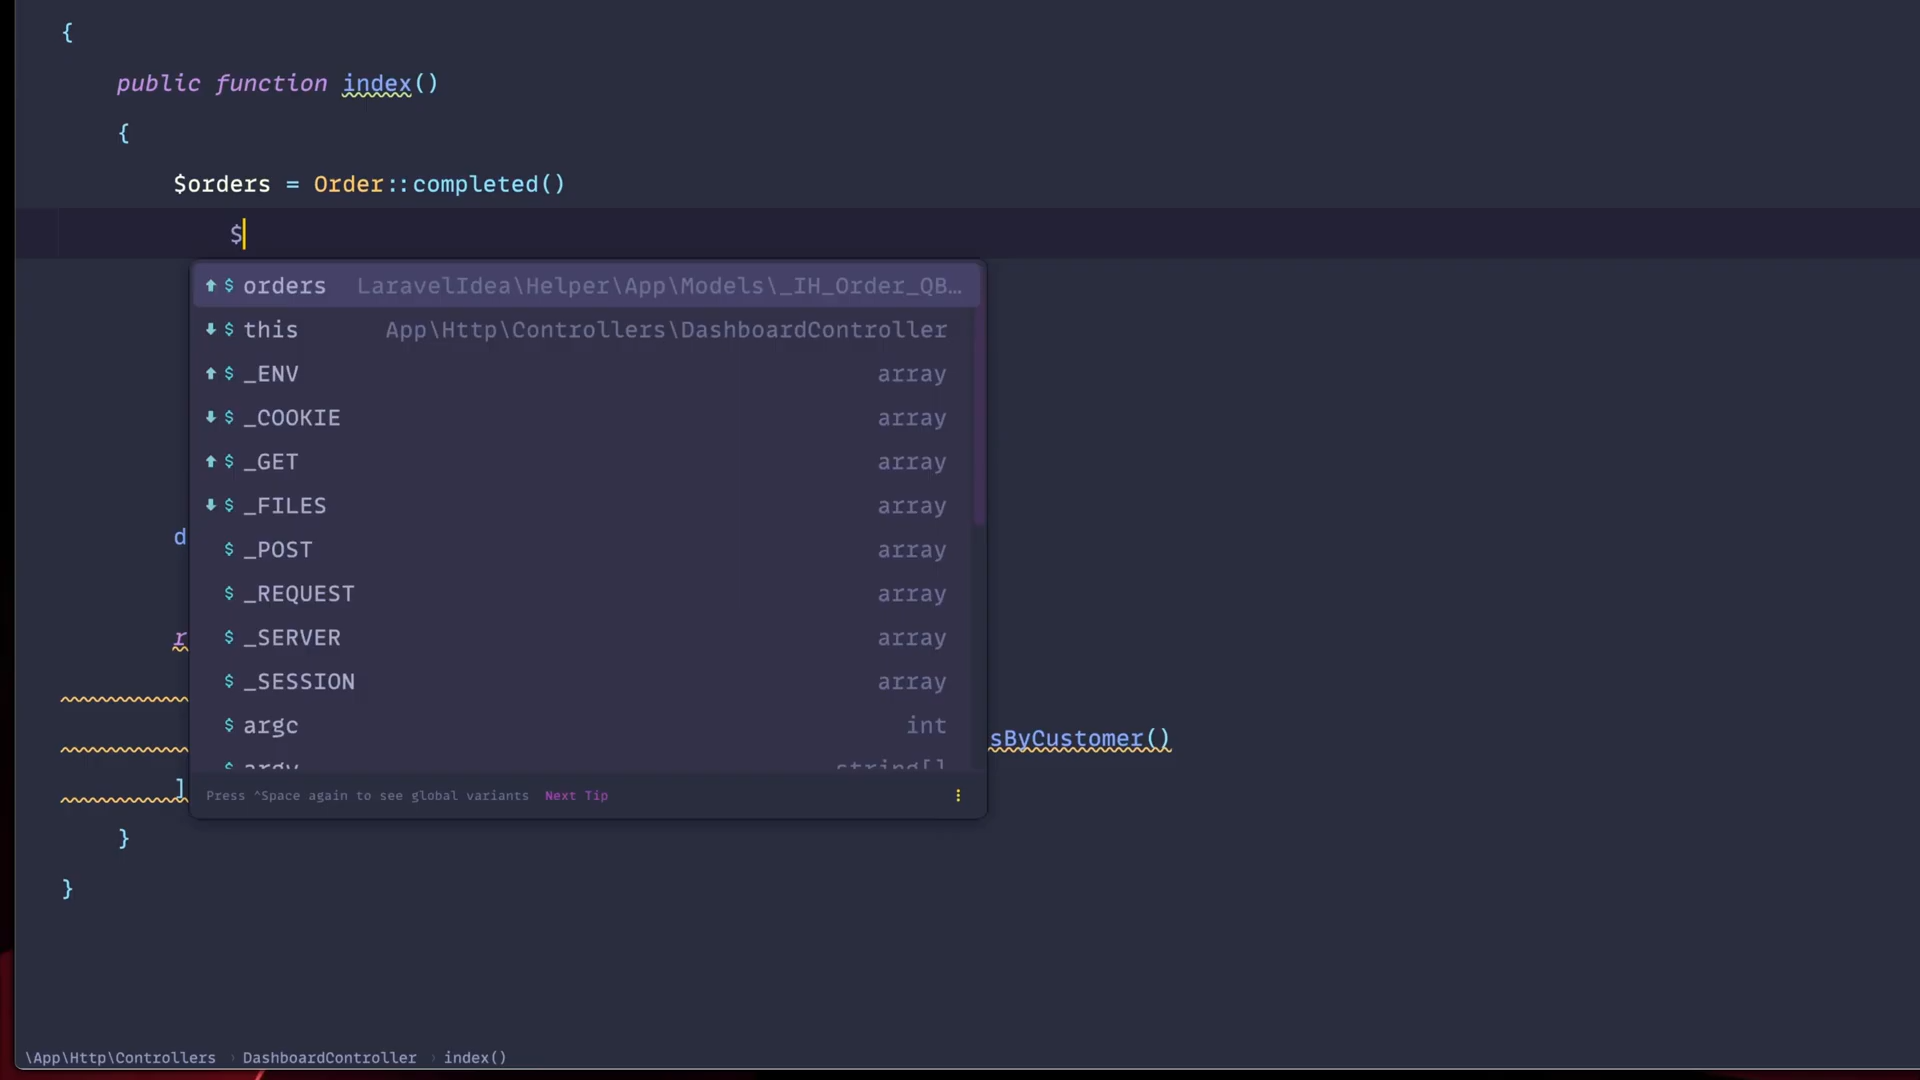 {
public function index()
{
$orders = Order::completed()
$
$ orders LaravelIdea\Helper\App\Models\_IH_Order_QB…
$ this App\Http\Controllers\DashboardController
$ _ENV array
$ _COOKIE array
$ _GET array
$ _FILES array
$ _POST array
$ _REQUEST array
$ _SERVER array
$ _SESSION array
$ argc int
$ argv string[]
Press ^Space again to see global variants Next Tip
d
r
sByCustomer()
]
}
}
\App\Http\Controllers › DashboardController › index()